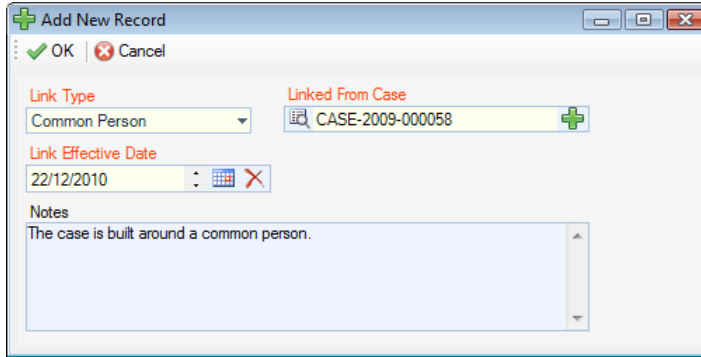 Add New Record
OK Cancel
Link Type Linked From Case
Common Person CASE-2009-000058
Link Effective Date
22/12/2010
Notes
The case is built around a common person.